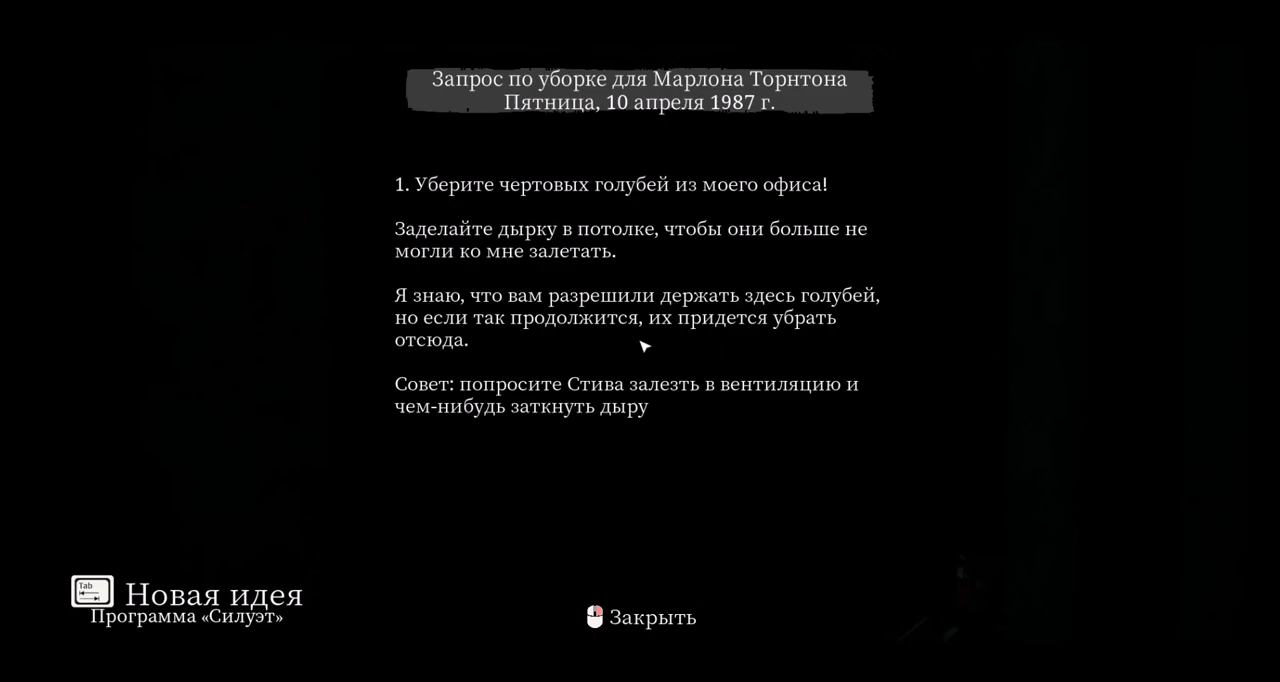 Запрос по уборке для Марлона Торнтона
Пятница, 10 апреля 1987 г.
1. Уберите чертовых голубей из моего офиса!
Заделайте дырку в потолке, чтобы они больше не
могли ко мне залетать.
Я знаю, что вам разрешили держать здесь голубей,
но если так продолжится, их придется убрать
отсюда.
Совет: попросите Стива залезть в вентиляцию и
чем-нибудь заткнуть дыру
Tab
Новая идея
Программа «Силуэт»
Закрыть